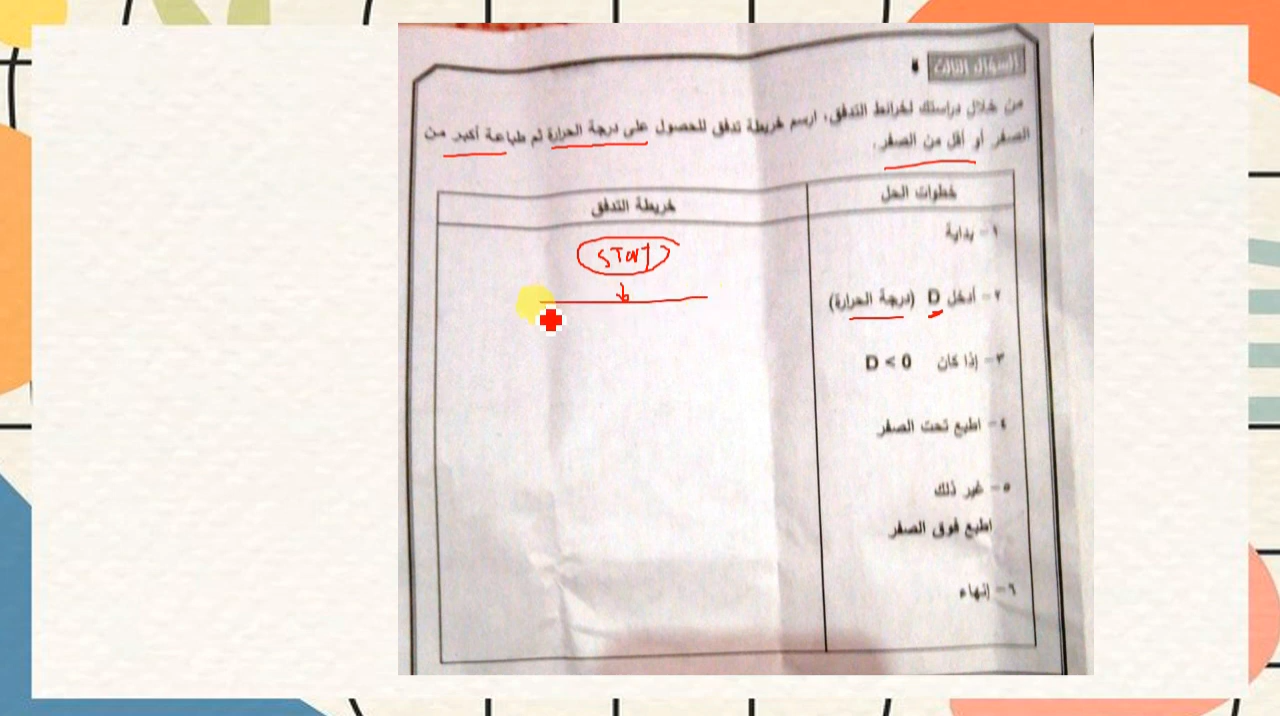 السؤال الثالث :
من خلال دراستك لخرائط التدفق، ارسم خريطة تدفق للحصول على درجة الحرارة ثم طباعة أكبر من
الصفر أو أقل من الصفر.
خطوات الحل
خريطة التدفق
١- بداية
START
٢- أدخل D (درجة الحرارة)
٣- إذا كان D < 0
٤- اطبع تحت الصفر
٥- غير ذلك
اطبع فوق الصفر
٦- إنهاء